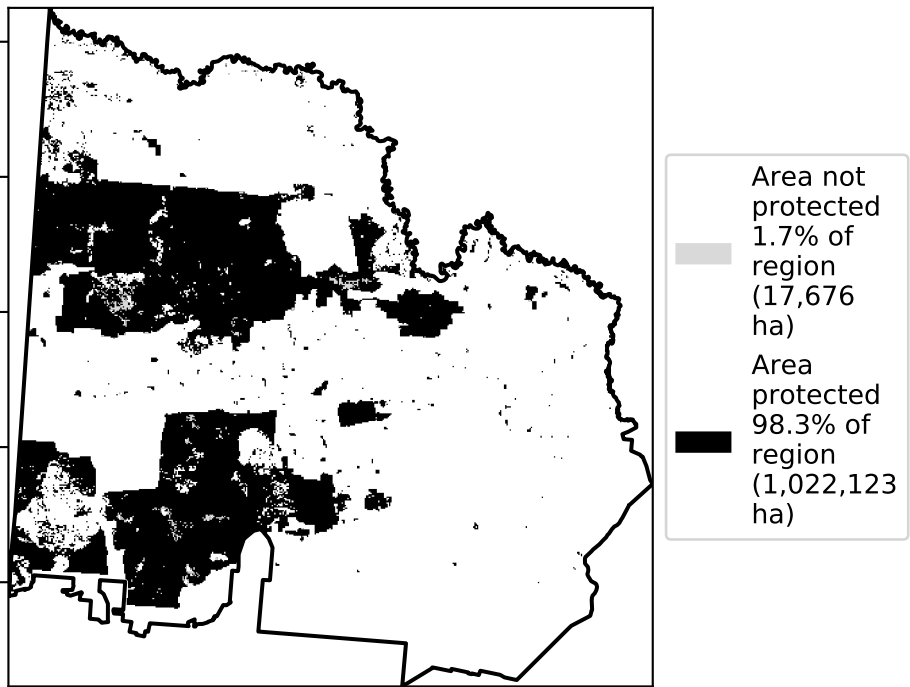 Area not
protected
1.7% of
region
(17,676
ha)
Area
protected
98.3% of
region
(1,022,123
ha)